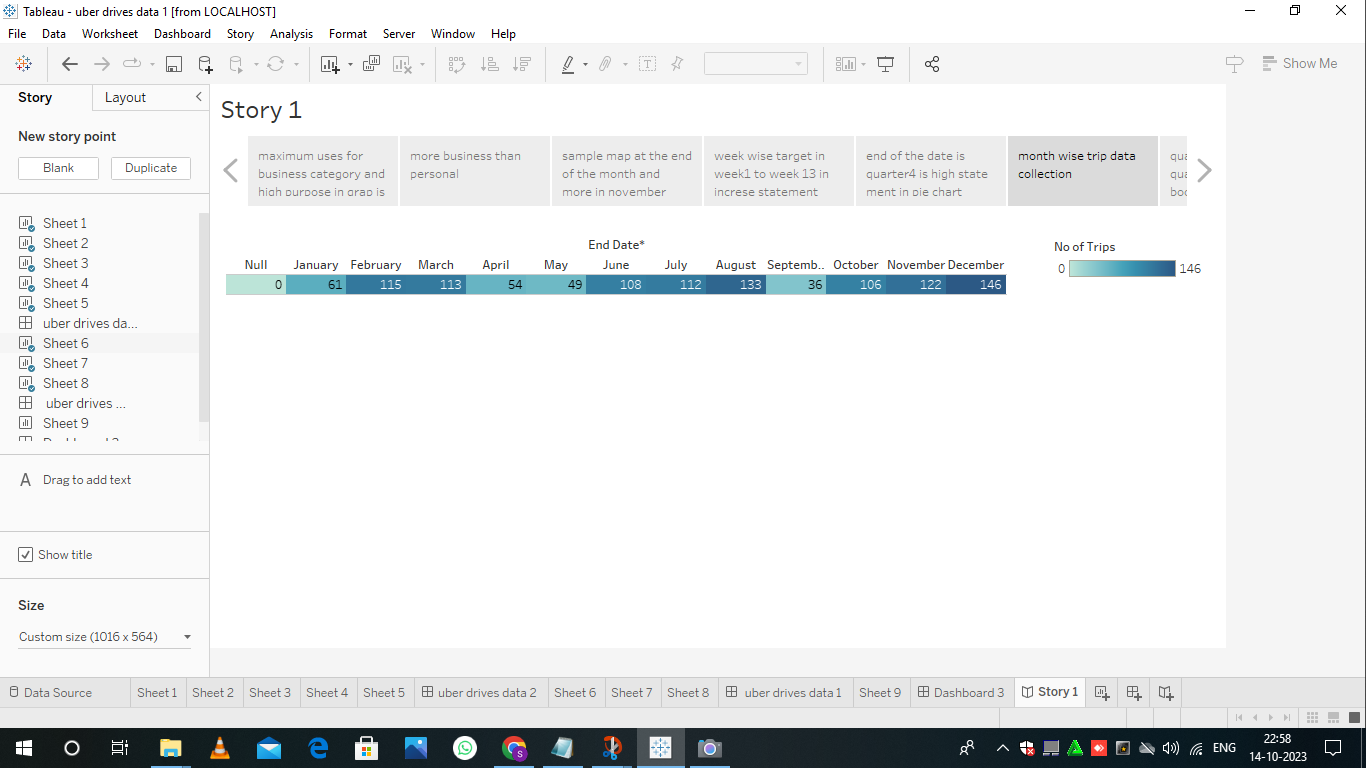 Tableau - uber drives data 1 [from LOCALHOST]
File Data Worksheet Dashboard Story Analysis Format Server Window Help
Show Me
Story Layout
New story point
Blank Duplicate
Sheet 1
Sheet 2
Sheet 3
Sheet 4
Sheet 5
uber drives da...
Sheet 6
Sheet 7
Sheet 8
uber drives ...
Sheet 9
A Drag to add text
Show title
Size
Custom size (1016 x 564)
Story 1
maximum uses for
business category and
high purpose in grap is
more business than
personal
sample map at the end
of the month and
more in november
week wise target in
week1 to week 13 in
increse statement
end of the date is
quarter4 is high state
ment in pie chart
month wise trip data
collection
qua
qua
boo
End Date*
Null January February March April May June July August Septemb.. October November December
0 61 115 113 54 49 108 112 133 36 106 122 146
No of Trips
0 146
Data Source Sheet 1 Sheet 2 Sheet 3 Sheet 4 Sheet 5 uber drives data 2 Sheet 6 Sheet 7 Sheet 8 uber drives data 1 Sheet 9 Dashboard 3 Story 1
S
ENG
22:58
14-10-2023